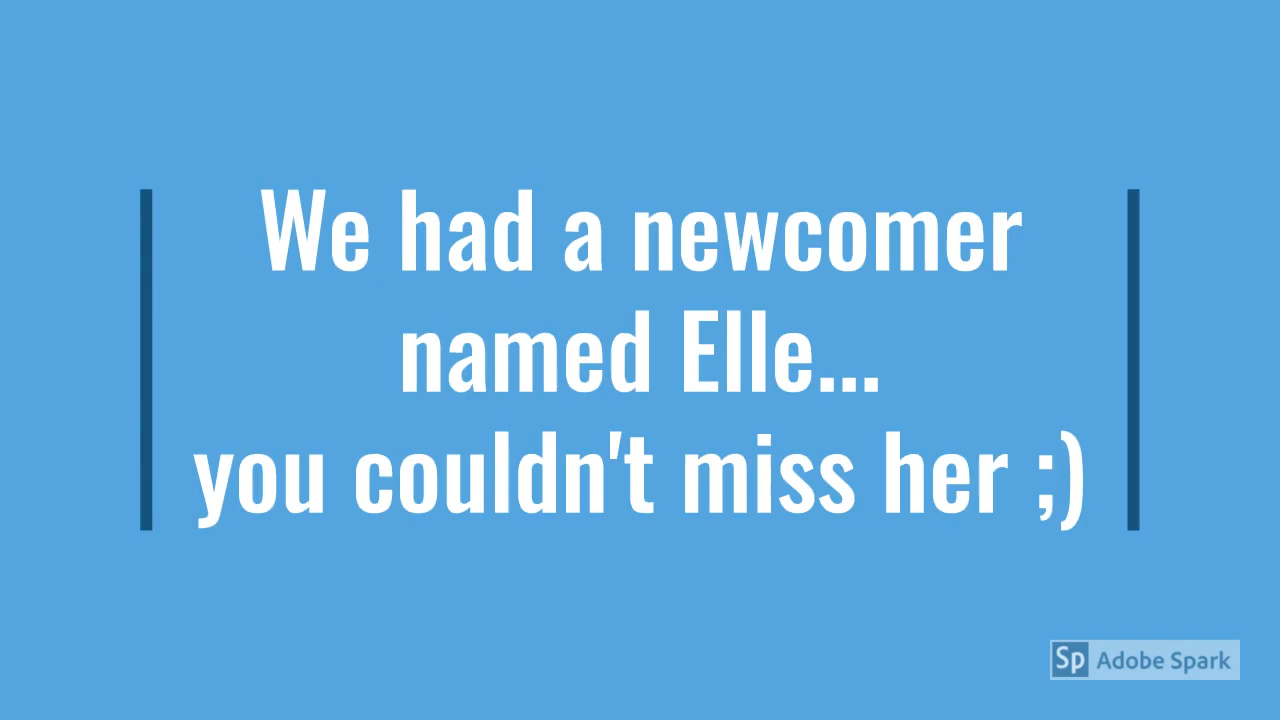 We had a newcomer
named Elle...
you couldn't miss her ;)
Sp Adobe Spark